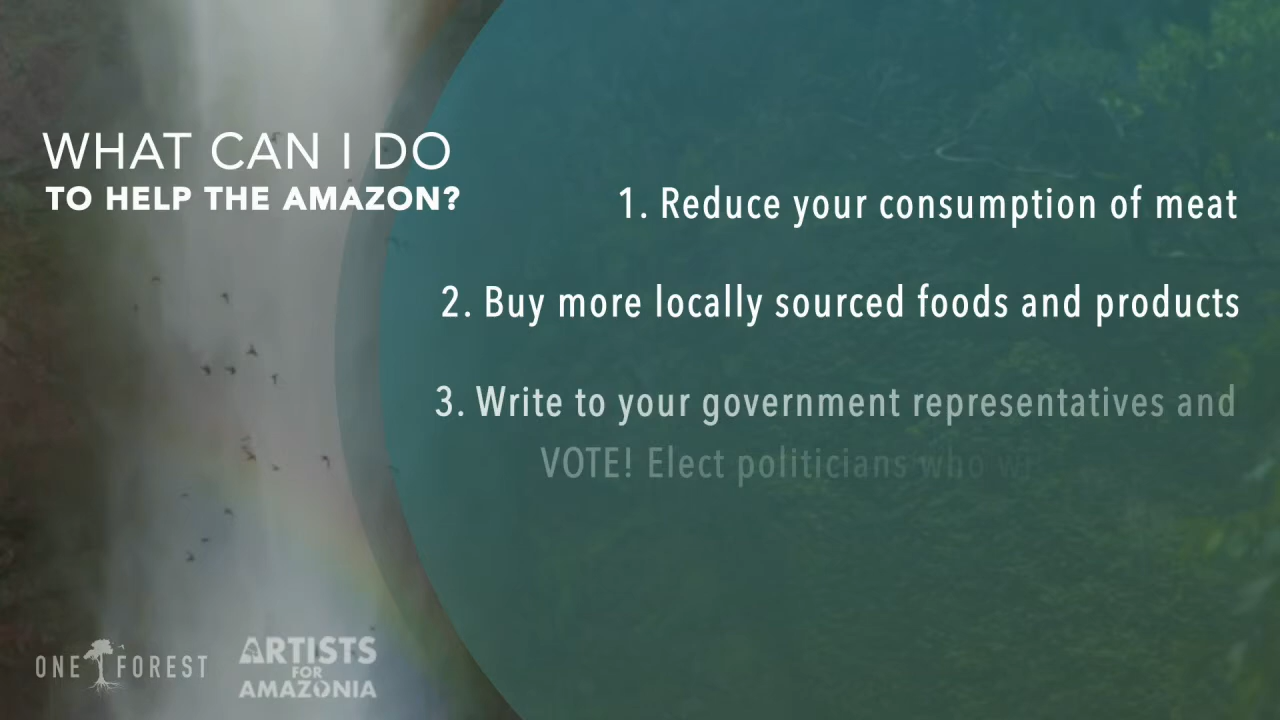 WHAT CAN I DO
TO HELP THE AMAZON?
1. Reduce your consumption of meat
2. Buy more locally sourced foods and products
3. Write to your government representatives and
VOTE! Elect politicians who
ONE FOREST
ARTISTS
FOR
AMAZONIA